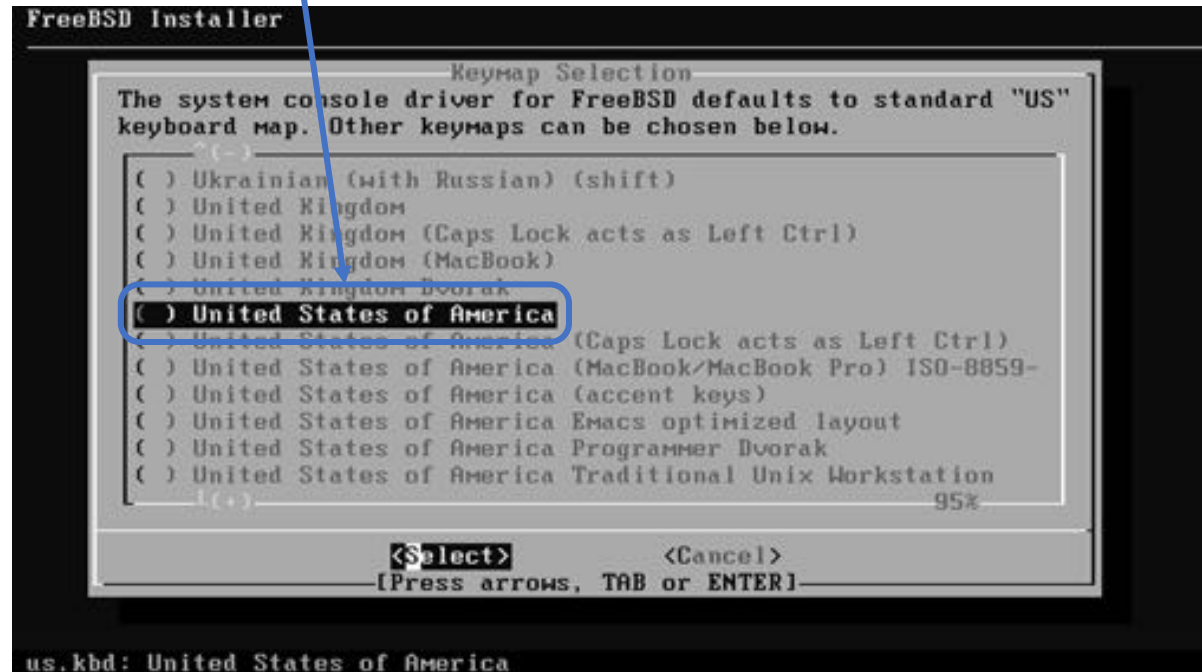 FreeBSD Installer
Keymap Selection
The system console driver for FreeBSD defaults to standard "US"
keyboard map. Other keymaps can be chosen below.
^(-)
( ) Ukrainian (with Russian) (shift)
( ) United Kingdom
( ) United Kingdom (Caps Lock acts as Left Ctrl)
( ) United Kingdom (MacBook)
( ) United Kingdom Dvorak
( ) United States of America
( ) United States of America (Caps Lock acts as Left Ctrl)
( ) United States of America (MacBook/MacBook Pro) ISO-8859-
( ) United States of America (accent keys)
( ) United States of America Emacs optimized layout
( ) United States of America Programmer Dvorak
( ) United States of America Traditional Unix Workstation
(+) 95%
<Select> <Cancel>
[Press arrows, TAB or ENTER]
us.kbd: United States of America